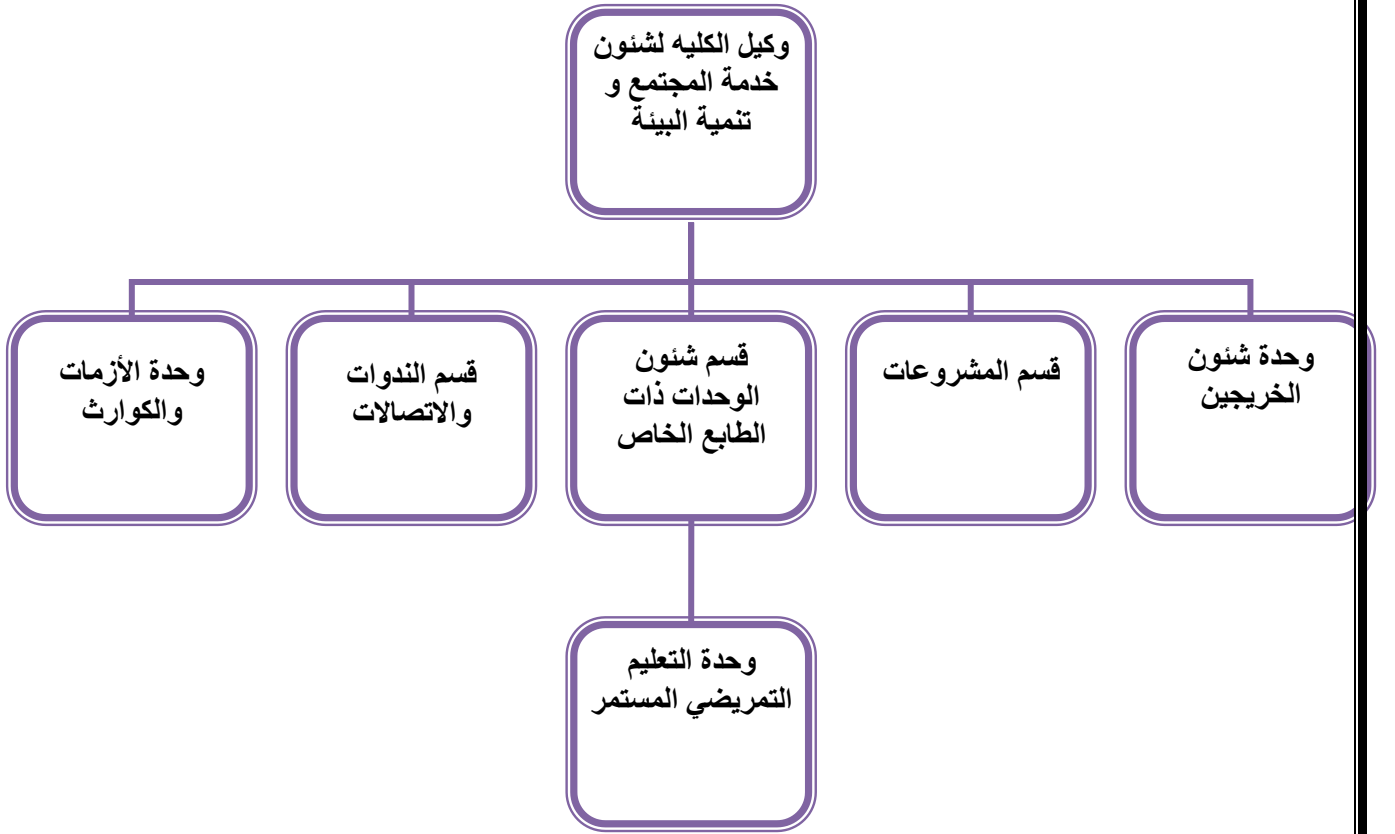 وكيل الكليه لشئون
خدمة المجتمع و
تنمية البيئة
وحدة شئون
الخريجين
قسم المشروعات
قسم شئون
الوحدات ذات
الطابع الخاص
قسم الندوات
والاتصالات
وحدة الأزمات
والكوارث
وحدة التعليم
التمريضي المستمر